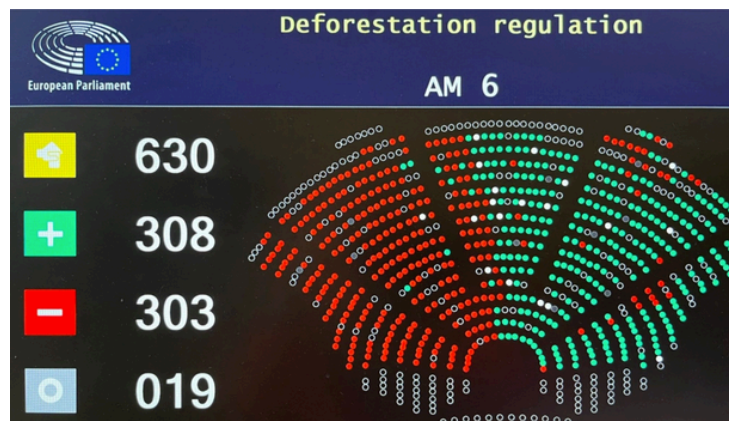 Deforestation regulation
European Parliament
AM 6
630
+ 308
- 303
019